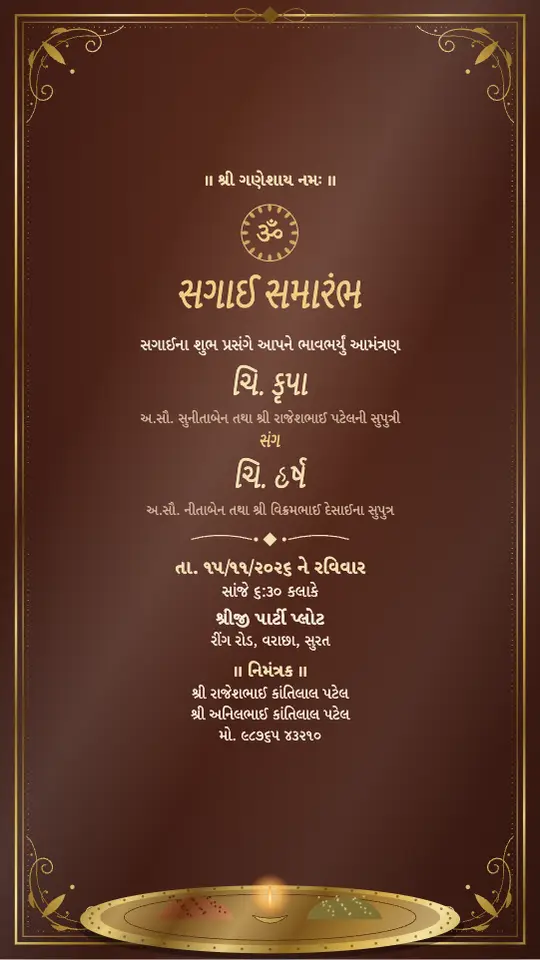 ॥ શ્રી ગણેશાય નમઃ ॥
ૐ
સગાઈ સમારંભ
સગાઈના શુભ પ્રસંગે આપને ભાવભર્યું આમંત્રણ
ચિ. કૃપા
અ.સૌ. સુનીતાબેન તથા શ્રી રાજેશભાઈ પટેલની સુપુત્રી
સંગ
ચિ. હર્ષ
અ.સૌ. નીતાબેન તથા શ્રી વિક્રમભાઈ દેસાઈના સુપુત્ર
તા. ૧૫/૧૧/૨૦૨૬ ને રવિવાર
સાંજે ૬:૩૦ કલાકે
શ્રીજી પાર્ટી પ્લોટ
રીંગ રોડ, વરાછા, સુરત
॥ નિમંત્રક ॥
શ્રી રાજેશભાઈ કાંતિલાલ પટેલ
શ્રી અનિલભાઈ કાંતિલાલ પટેલ
મો. ૯૮૭૬૫ ૪૩૨૧૦